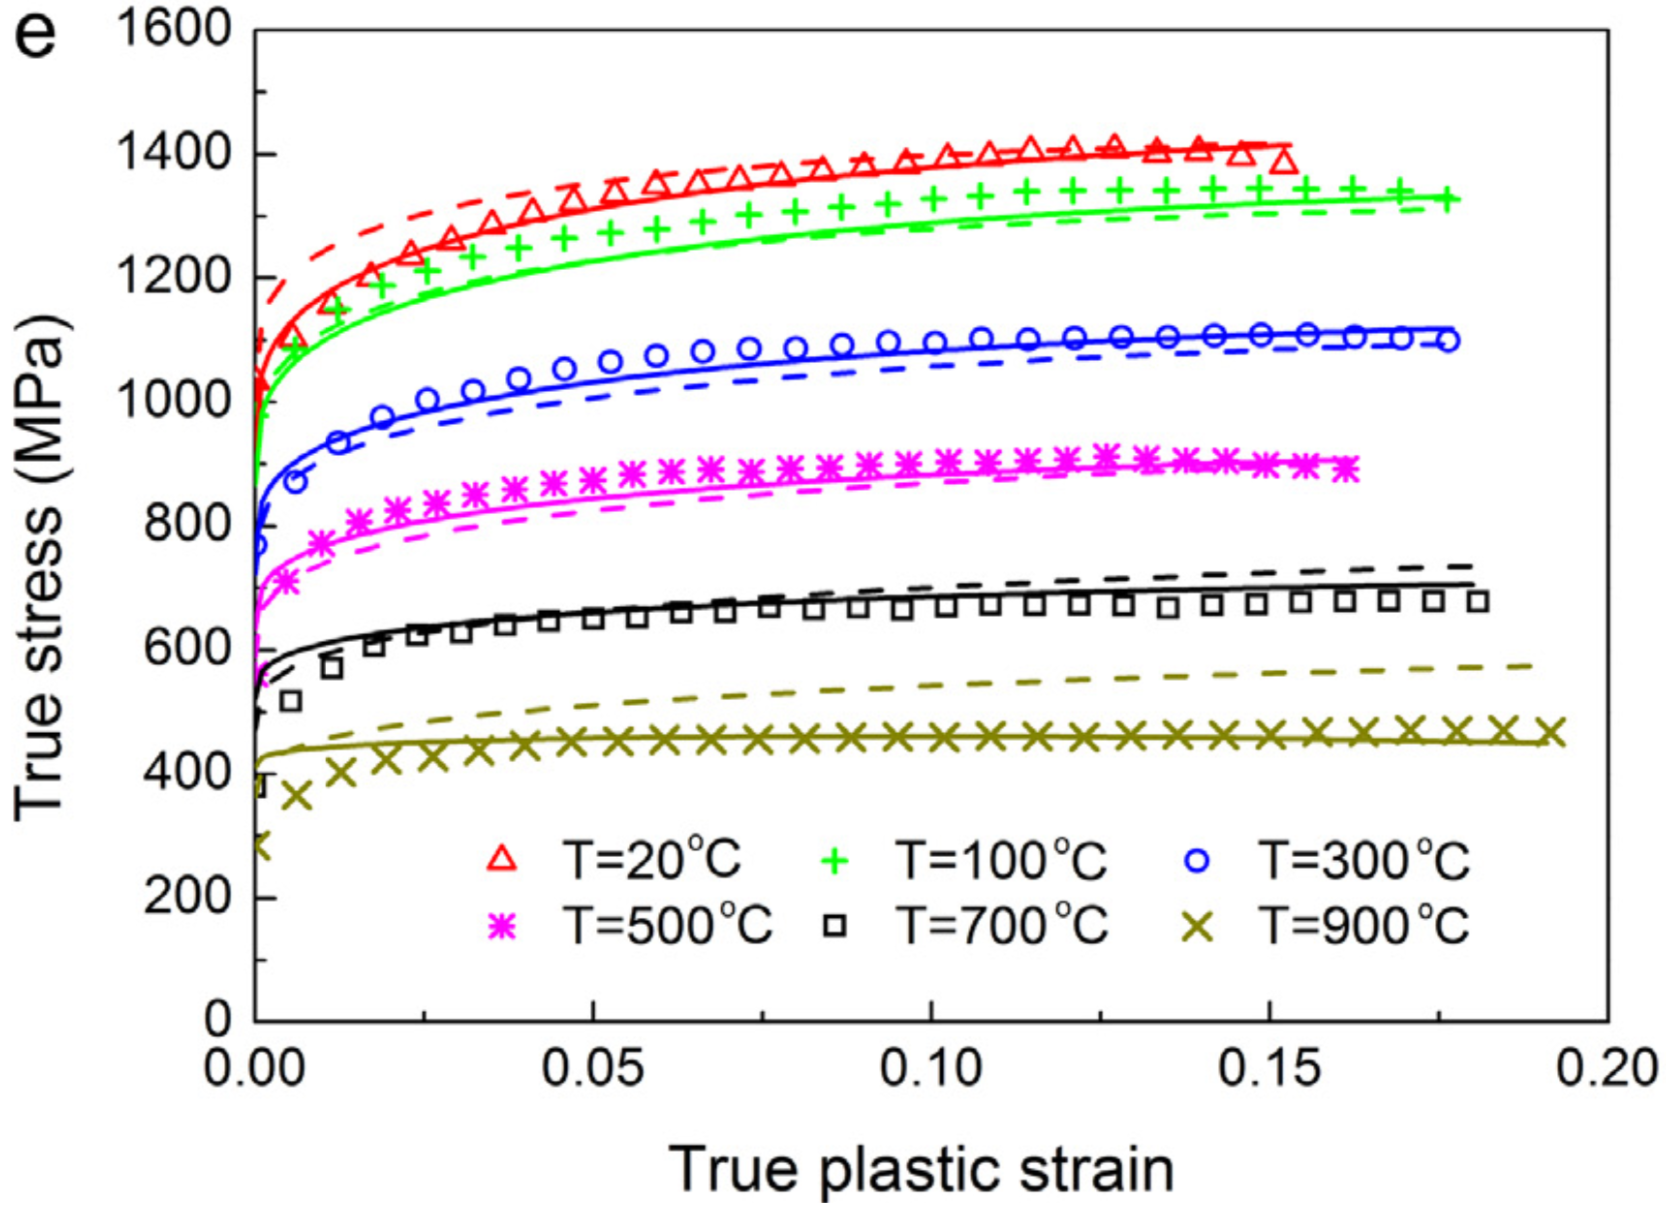 e
1600
1400
1200
1000
800
600
400
200
0
True stress (MPa)
T=20°C T=100°C T=300°C
T=500°C T=700°C T=900°C
0.00 0.05 0.10 0.15 0.20
True plastic strain